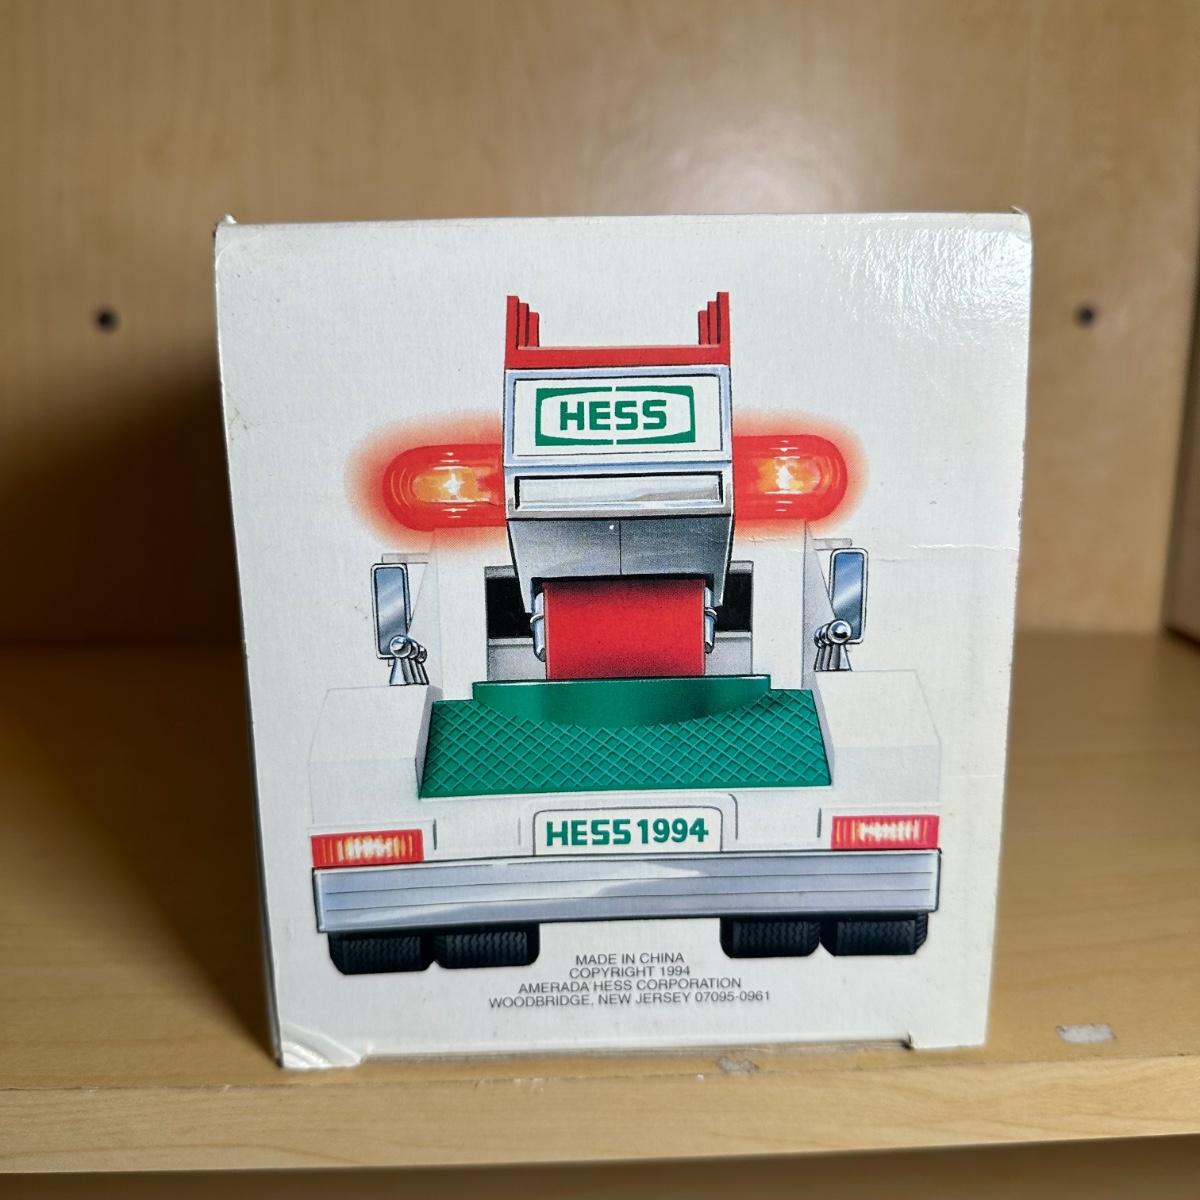 HESS
HESS 1994
MADE IN CHINA
COPYRIGHT 1994
AMERADA HESS CORPORATION
WOODBRIDGE, NEW JERSEY 07095-0961